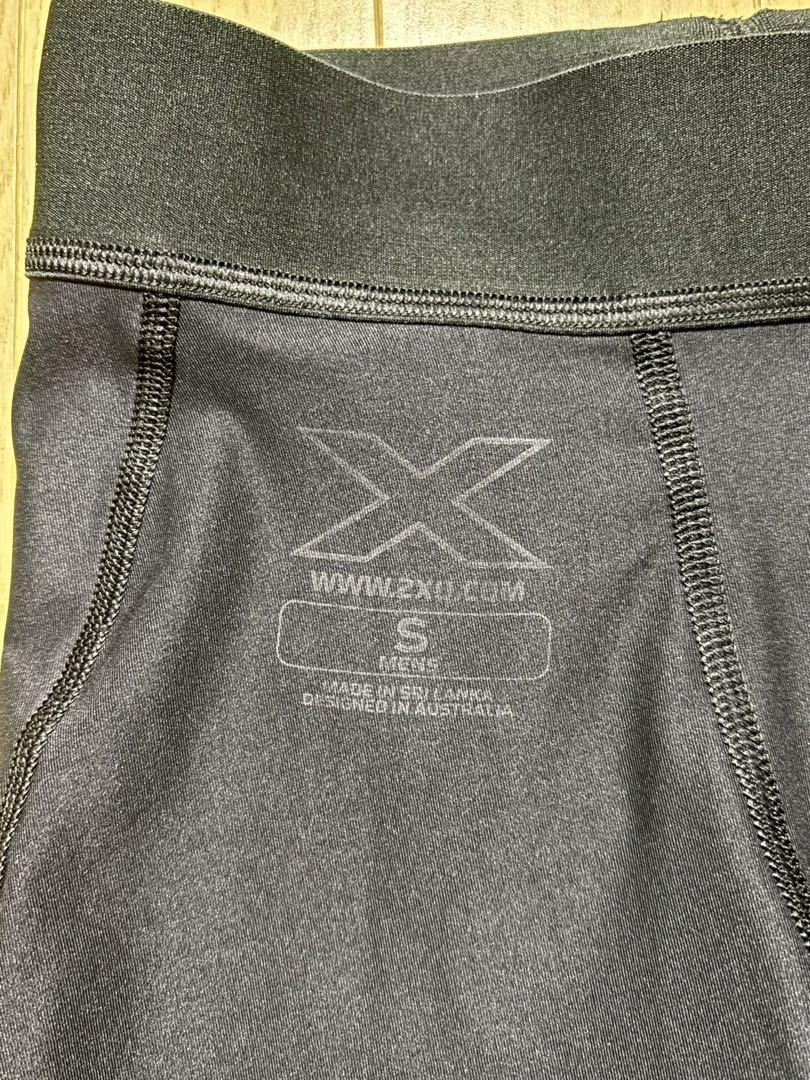 X
WWW.2XU.COM
S
MENS
MADE IN SRI LANKA
DESIGNED IN AUSTRALIA